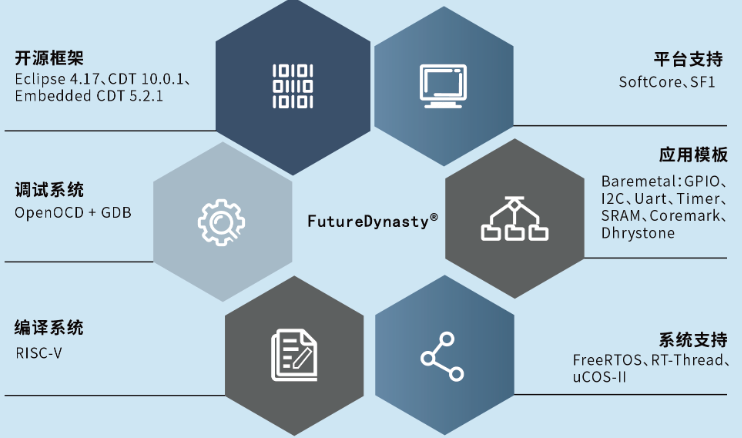 开源框架
Eclipse 4.17、CDT 10.0.1、
Embedded CDT 5.2.1
平台支持
SoftCore、SF1
调试系统
OpenOCD + GDB
FutureDynasty®
应用模板
Baremetal：GPIO、
I2C、Uart、Timer、
SRAM、Coremark、
Dhrystone
编译系统
RISC-V
系统支持
FreeRTOS、RT-Thread、
uCOS-II